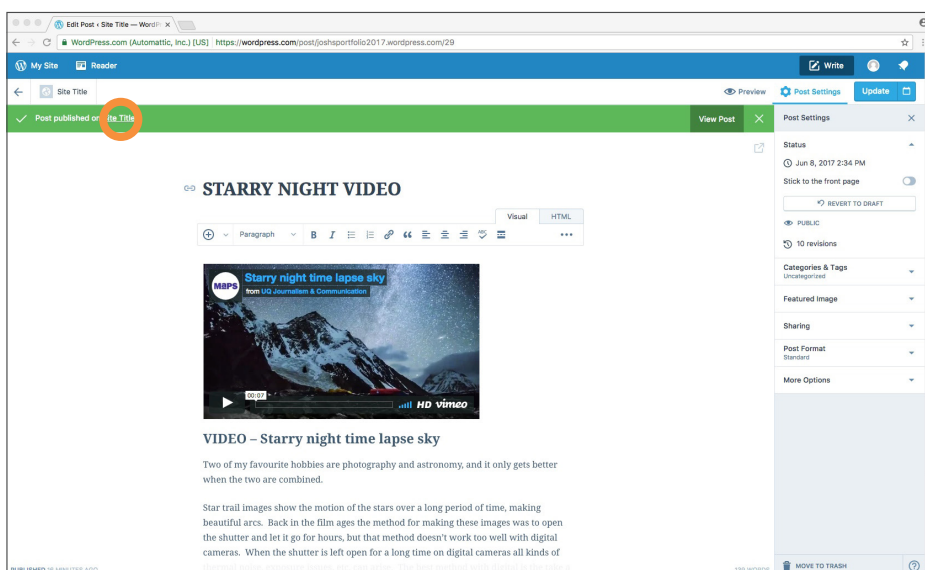 Edit Post ‹ Site Title — WordPr
WordPress.com (Automattic, Inc.) [US] https://wordpress.com/post/joshsportfolio2017.wordpress.com/29
My Site Reader Write
Site Title Preview Post Settings Update
Post published on Site Title View Post
Post Settings
Status
Jun 8, 2017 2:34 PM
Stick to the front page
REVERT TO DRAFT
PUBLIC
10 revisions
Categories & Tags
Uncategorized
Featured Image
Sharing
Post Format
Standard
More Options
MOVE TO TRASH
STARRY NIGHT VIDEO
Visual HTML
Paragraph B I ABC
MaPS
Starry night time lapse sky
from UQ Journalism & Communication
00:07
HD vimeo
VIDEO – Starry night time lapse sky
Two of my favourite hobbies are photography and astronomy, and it only gets better
when the two are combined.
Star trail images show the motion of the stars over a long period of time, making
beautiful arcs. Back in the film ages the method for making these images was to open
the shutter and let it go for hours, but that method doesn't work too well with digital
cameras. When the shutter is left open for a long time on digital cameras all kinds of